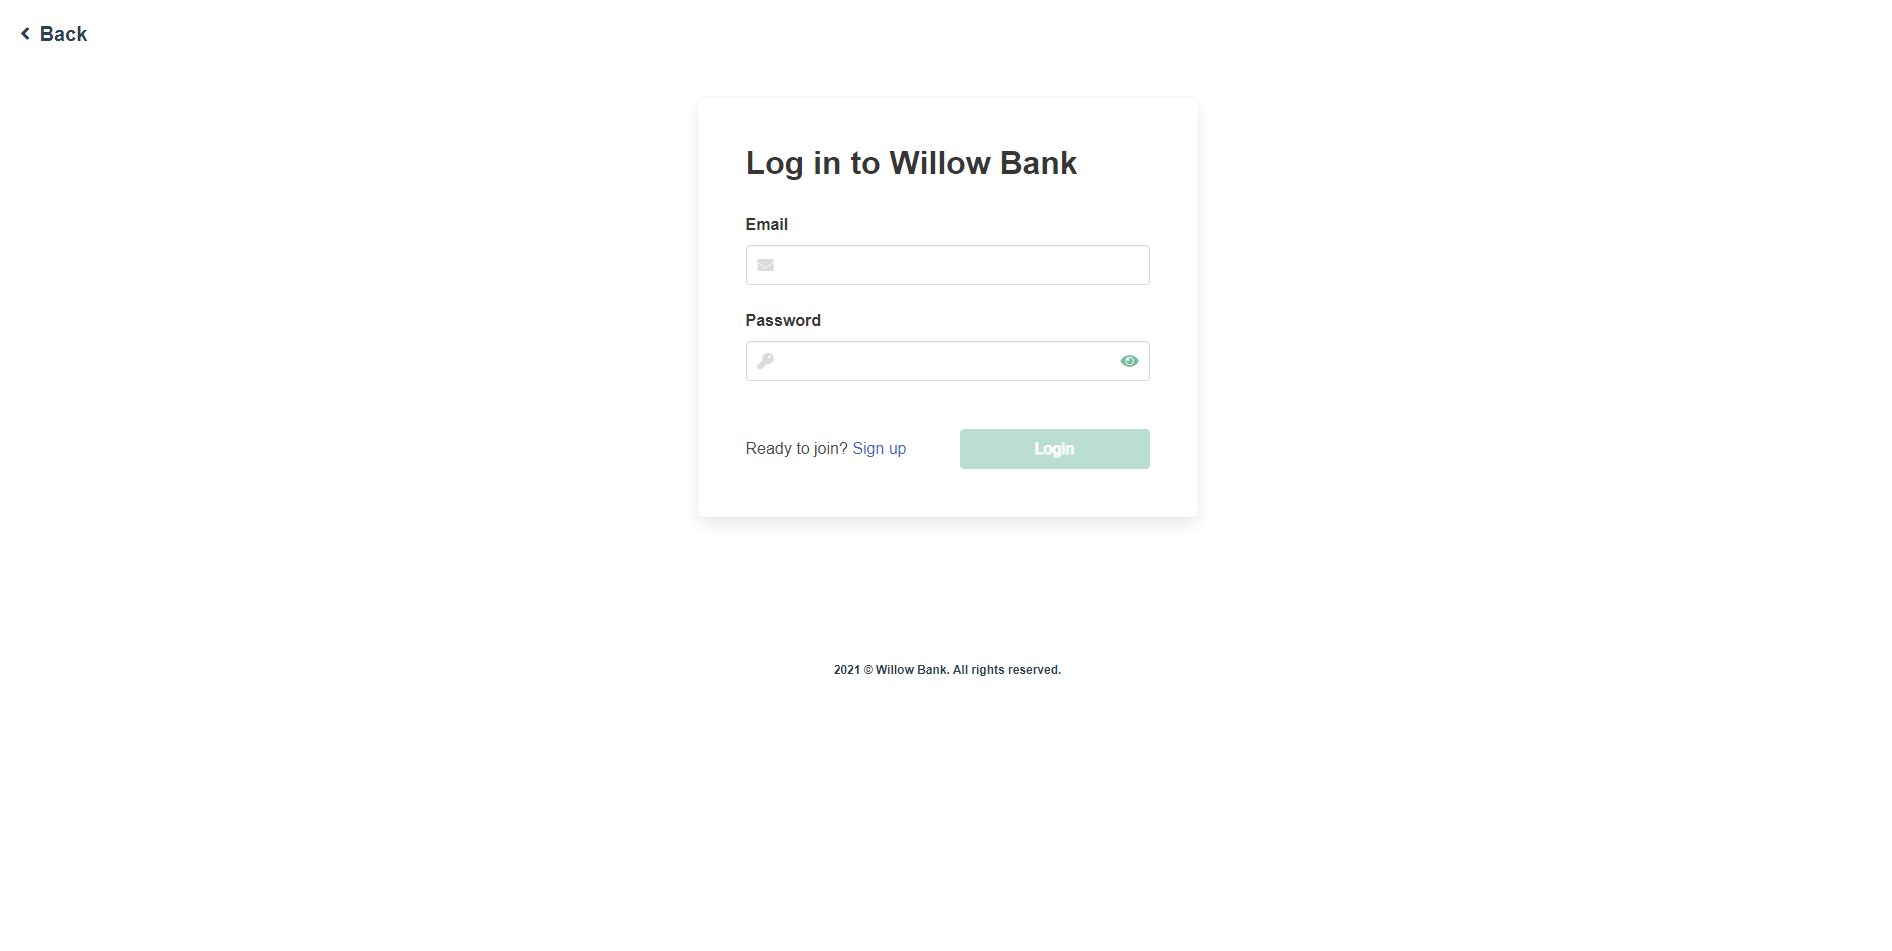 Back
Log in to Willow Bank
Email
Password
Ready to join? Sign up
Login
2021 © Willow Bank. All rights reserved.